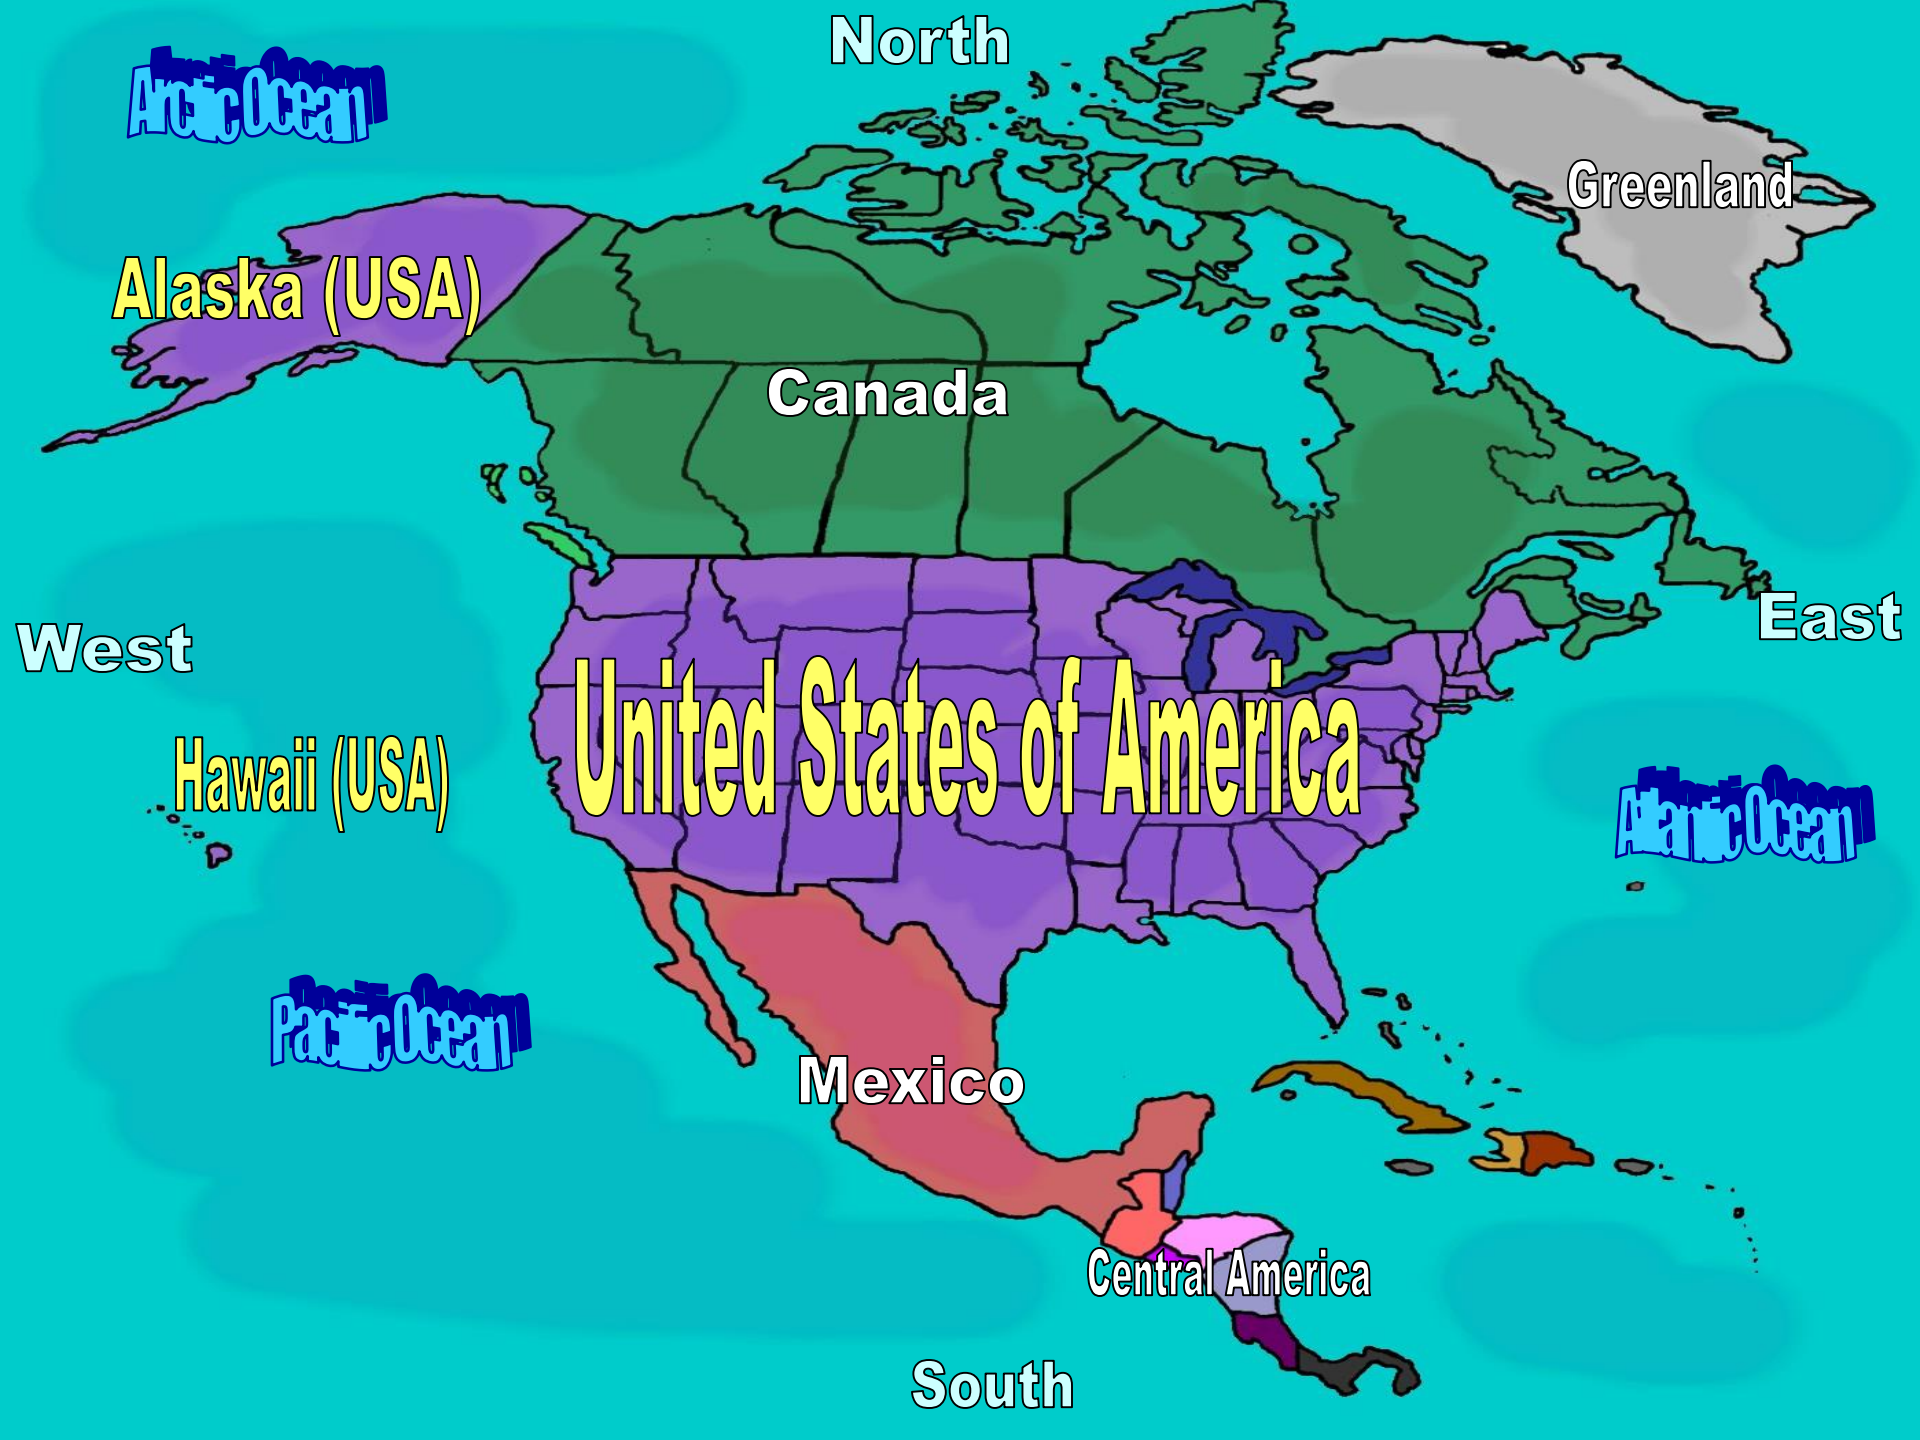 North
Arctic Ocean
Greenland
Alaska (USA)
Canada
East
West
United States of America
Hawaii (USA)
Atlantic Ocean
Pacific Ocean
Mexico
Central America
South